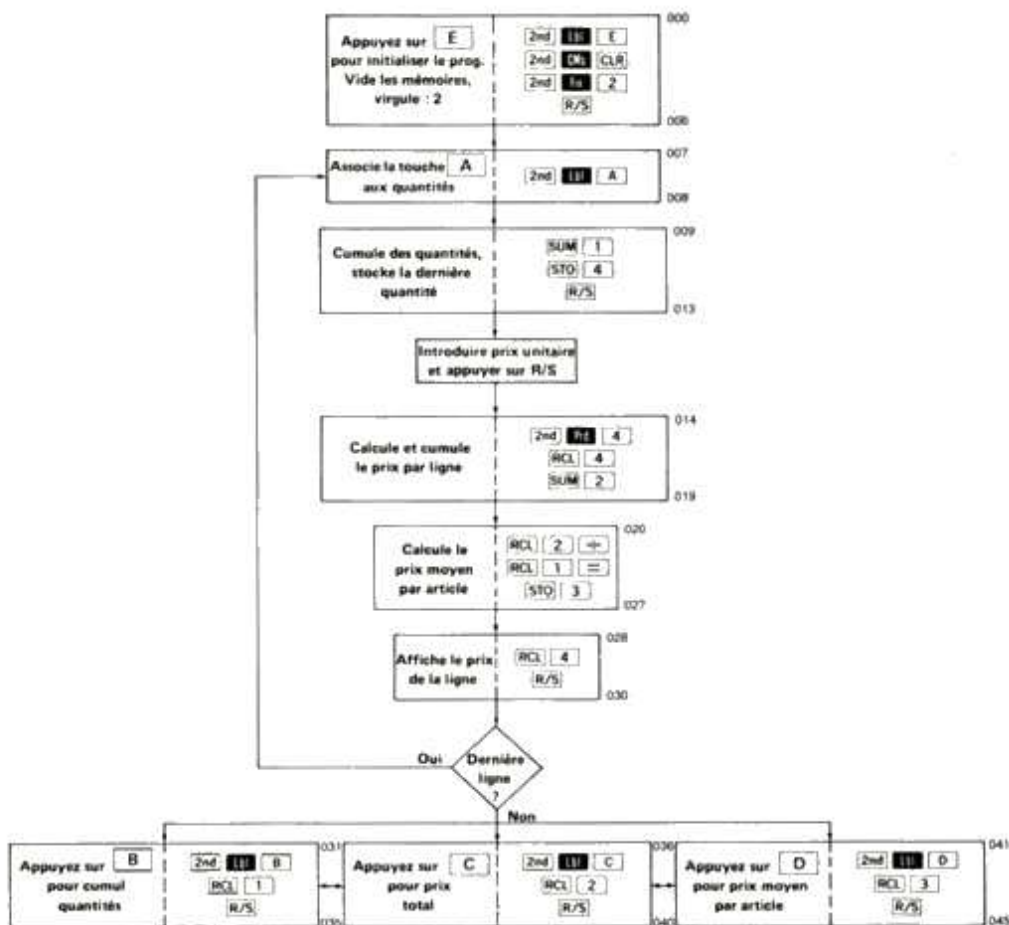 000
Appuyez sur E
pour initialiser le prog.
Vide les mémoires,
virgule : 2
2nd Lbl E
2nd CMs CLR
2nd Fix 2
R/S
006
007
Associe la touche A
aux quantités
2nd Lbl A
008
009
Cumule des quantités,
stocke la dernière
quantité
SUM 1
STO 4
R/S
013
Introduire prix unitaire
et appuyer sur R/S
014
Calcule et cumule
le prix par ligne
2nd Prd 4
RCL 4
SUM 2
019
020
Calcule le
prix moyen
par article
RCL 2 ÷
RCL 1 =
STO 3
027
028
Affiche le prix
de la ligne
RCL 4
R/S
030
Oui
Dernière
ligne
?
Non
031
Appuyez sur B
pour cumul
quantités
2nd Lbl B
RCL 1
R/S
035
036
Appuyez sur C
pour prix
total
2nd Lbl C
RCL 2
R/S
040
041
Appuyez sur D
pour prix moyen
par article
2nd Lbl D
RCL 3
R/S
045